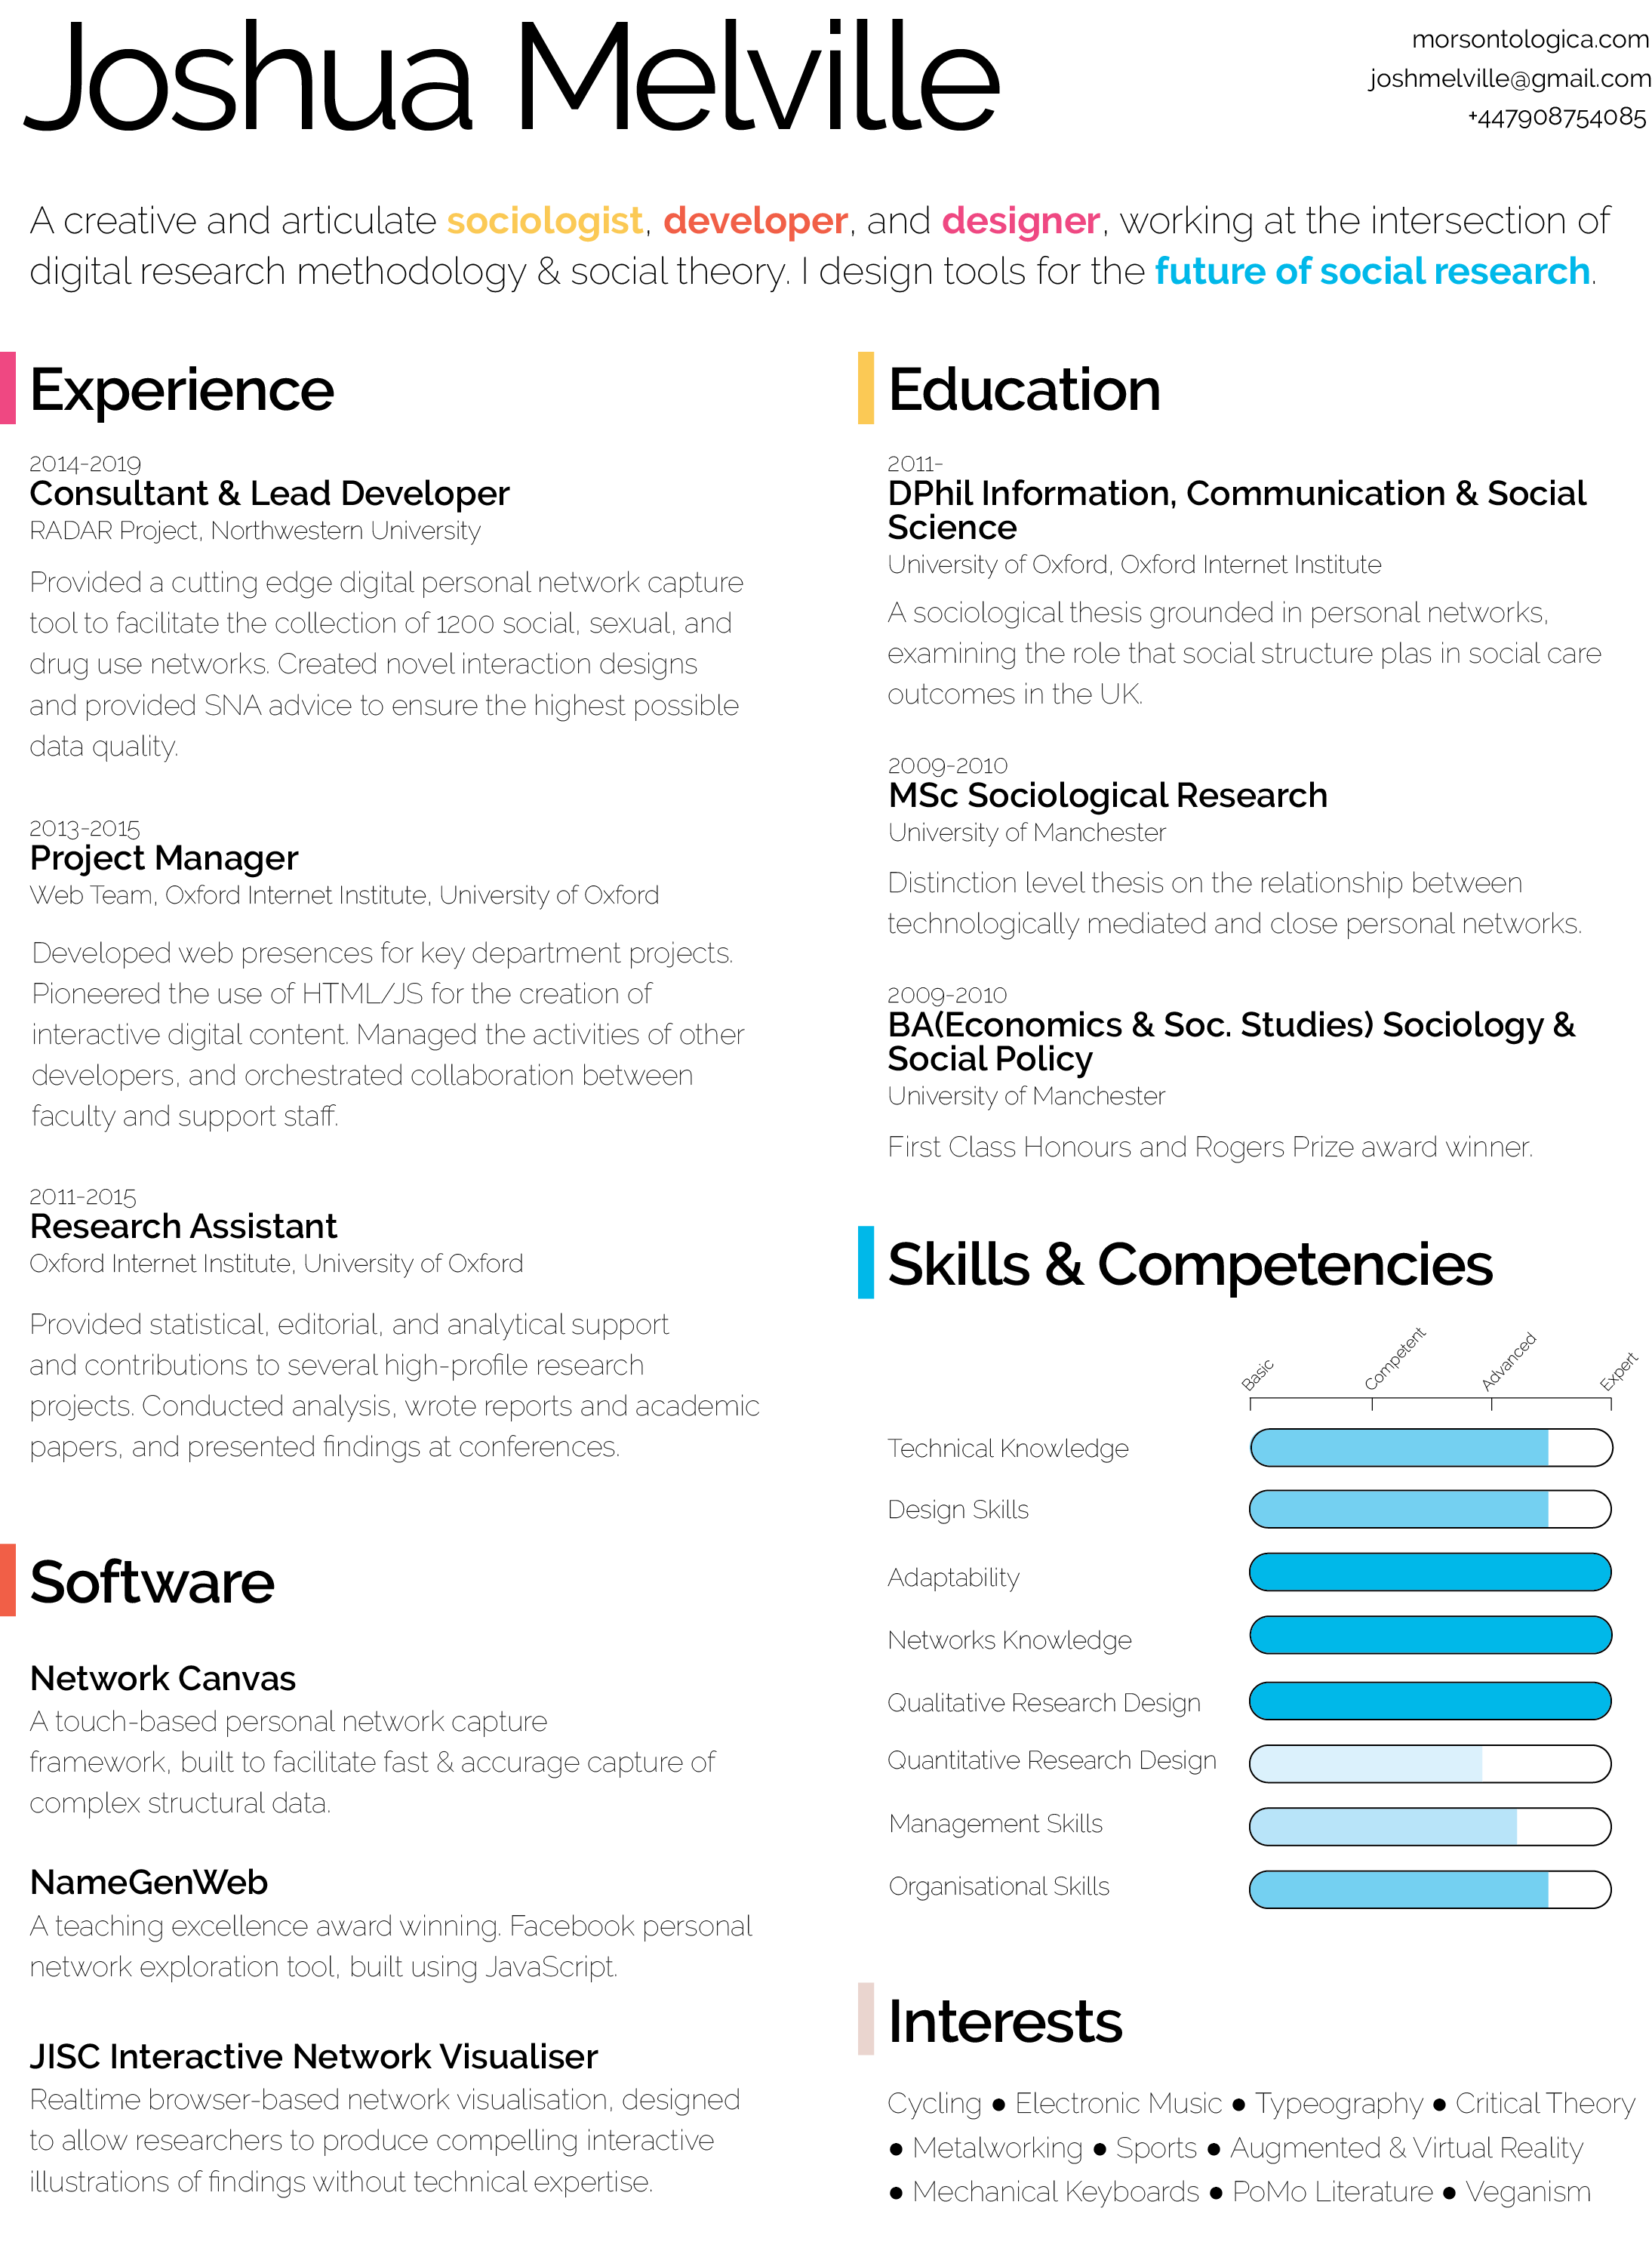 Joshua Melville
morsontologica.com
joshmelville@gmail.com
+447908754085
A creative and articulate sociologist, developer, and designer, working at the intersection of
digital research methodology & social theory. I design tools for the future of social research.
Experience
2014-2019
Consultant & Lead Developer
RADAR Project, Northwestern University
Provided a cutting edge digital personal network capture
tool to facilitate the collection of 1200 social, sexual, and
drug use networks. Created novel interaction designs
and provided SNA advice to ensure the highest possible
data quality.
2013-2015
Project Manager
Web Team, Oxford Internet Institute, University of Oxford
Developed web presences for key department projects.
Pioneered the use of HTML/JS for the creation of
interactive digital content. Managed the activities of other
developers, and orchestrated collaboration between
faculty and support staff.
2011-2015
Research Assistant
Oxford Internet Institute, University of Oxford
Provided statistical, editorial, and analytical support
and contributions to several high-profile research
projects. Conducted analysis, wrote reports and academic
papers, and presented findings at conferences.
Software
Network Canvas
A touch-based personal network capture
framework, built to facilitate fast & accurage capture of
complex structural data.
NameGenWeb
A teaching excellence award winning. Facebook personal
network exploration tool, built using JavaScript.
JISC Interactive Network Visualiser
Realtime browser-based network visualisation, designed
to allow researchers to produce compelling interactive
illustrations of findings without technical expertise.
Education
2011-
DPhil Information, Communication & Social
Science
University of Oxford, Oxford Internet Institute
A sociological thesis grounded in personal networks,
examining the role that social structure plas in social care
outcomes in the UK.
2009-2010
MSc Sociological Research
University of Manchester
Distinction level thesis on the relationship between
technologically mediated and close personal networks.
2009-2010
BA(Economics & Soc. Studies) Sociology &
Social Policy
University of Manchester
First Class Honours and Rogers Prize award winner.
Skills & Competencies
Basic
Competent
Advanced
Expert
Technical Knowledge
Design Skills
Adaptability
Networks Knowledge
Qualitative Research Design
Quantitative Research Design
Management Skills
Organisational Skills
Interests
Cycling ● Electronic Music ● Typeography ● Critical Theory
● Metalworking ● Sports ● Augmented & Virtual Reality
● Mechanical Keyboards ● PoMo Literature ● Veganism